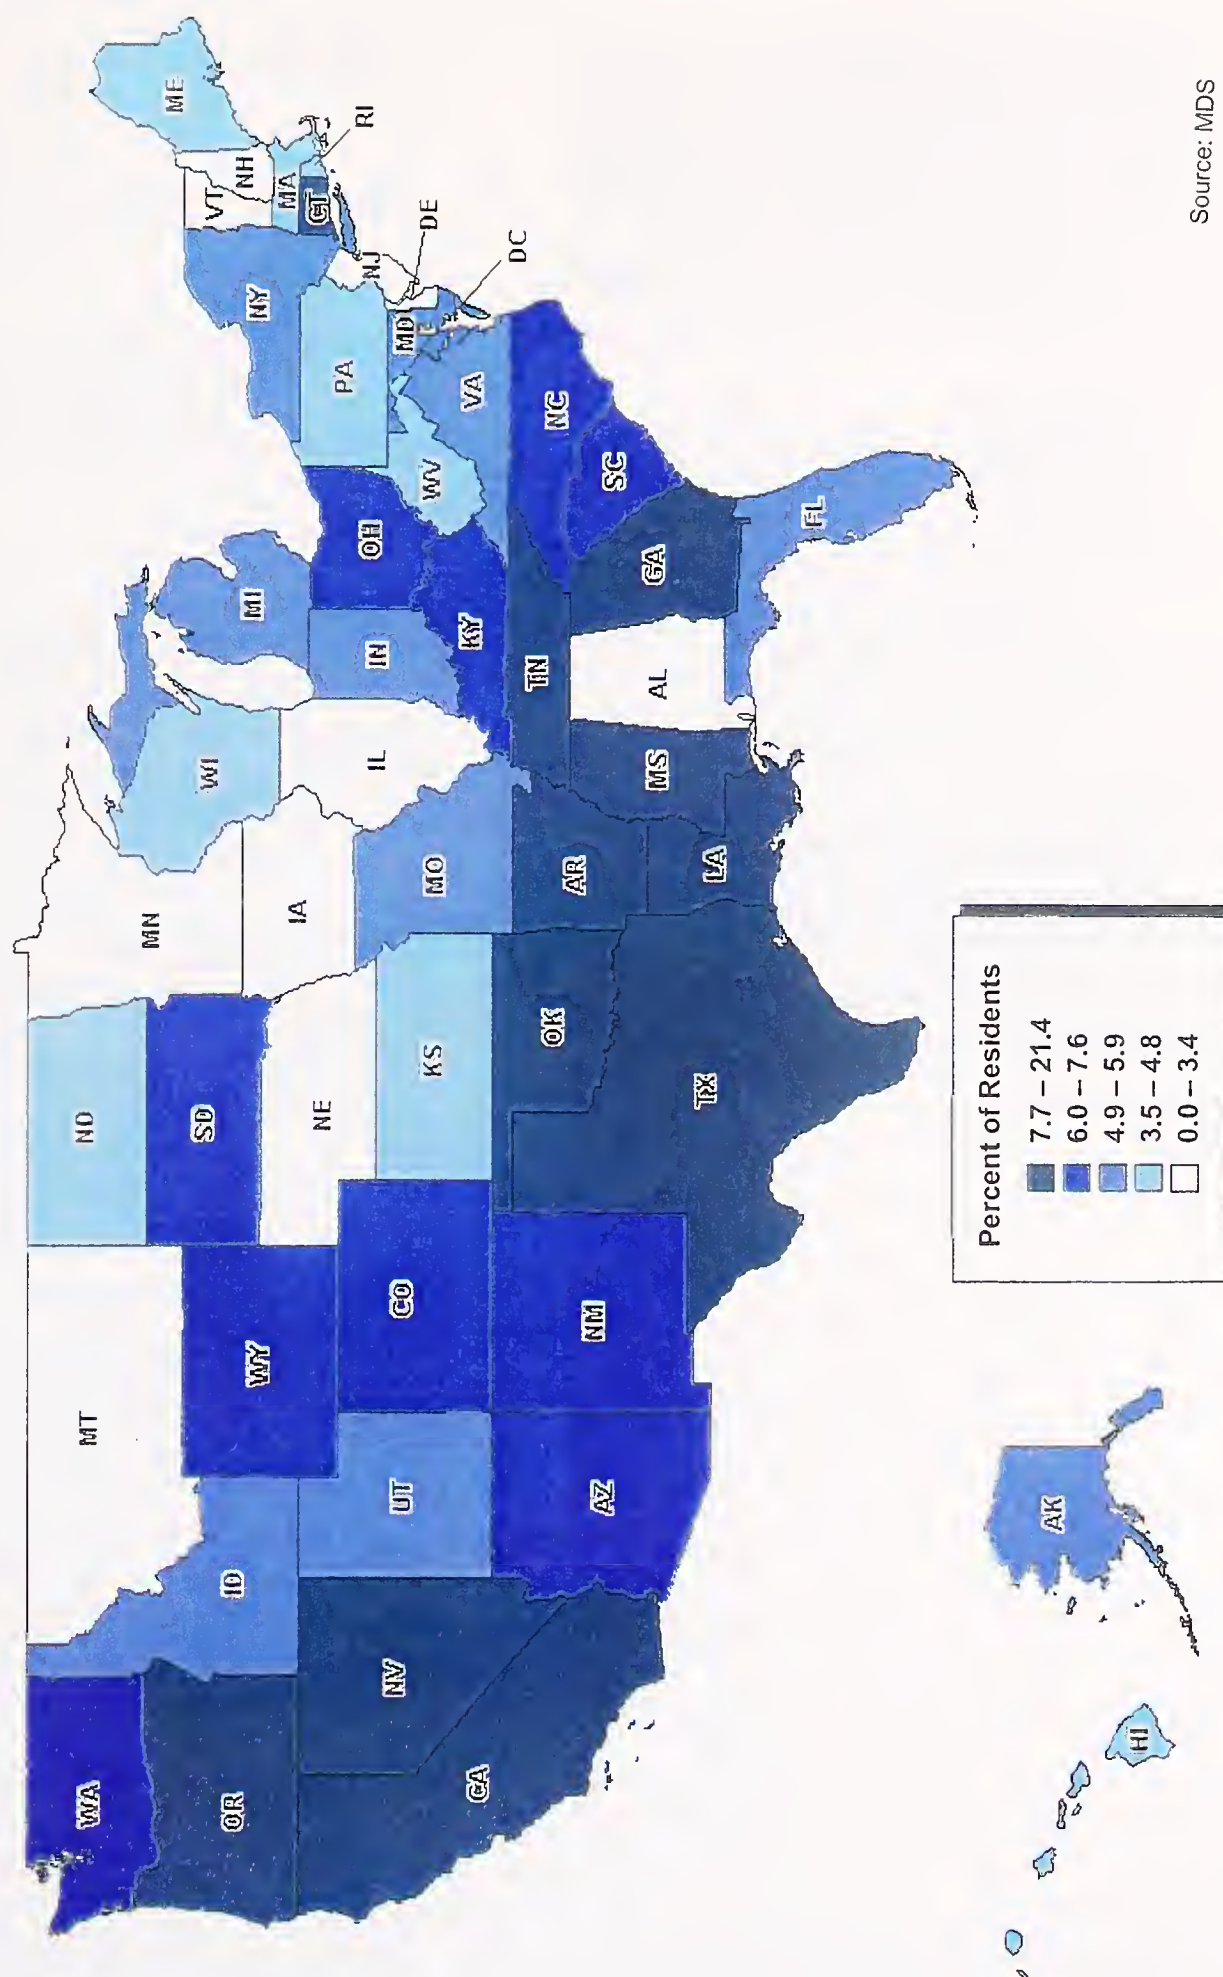 WA
MT
ND
MN
ME
OR
ID
WY
SD
WI
MI
VT
NH
NY
MA
CT
RI
NV
UT
CO
NE
IA
IL
IN
OH
PA
NJ
DE
DC
MD
CA
KS
MO
KY
WV
VA
AZ
NM
OK
AR
TN
NC
SC
TX
LA
MS
AL
GA
FL
HI
AK
Percent of Residents
7.7 – 21.4
6.0 – 7.6
4.9 – 5.9
3.5 – 4.8
0.0 – 3.4
Source: MDS